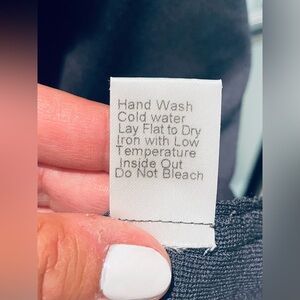 Hand Wash
Cold water
Lay Flat to Dry
Iron with Low
Temperature
Inside Out
Do Not Bleach